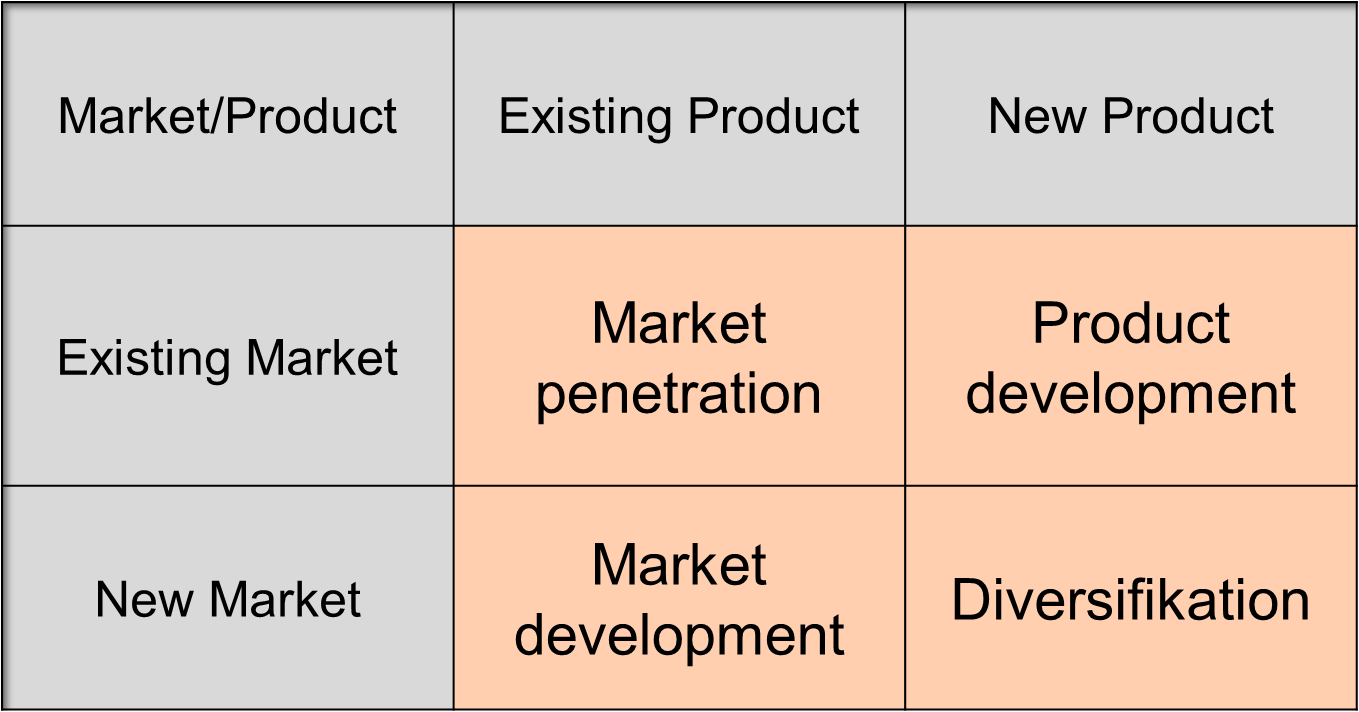 Market/Product
Existing Product
New Product
Existing Market
Market
penetration
Product
development
New Market
Market
development
Diversifikation